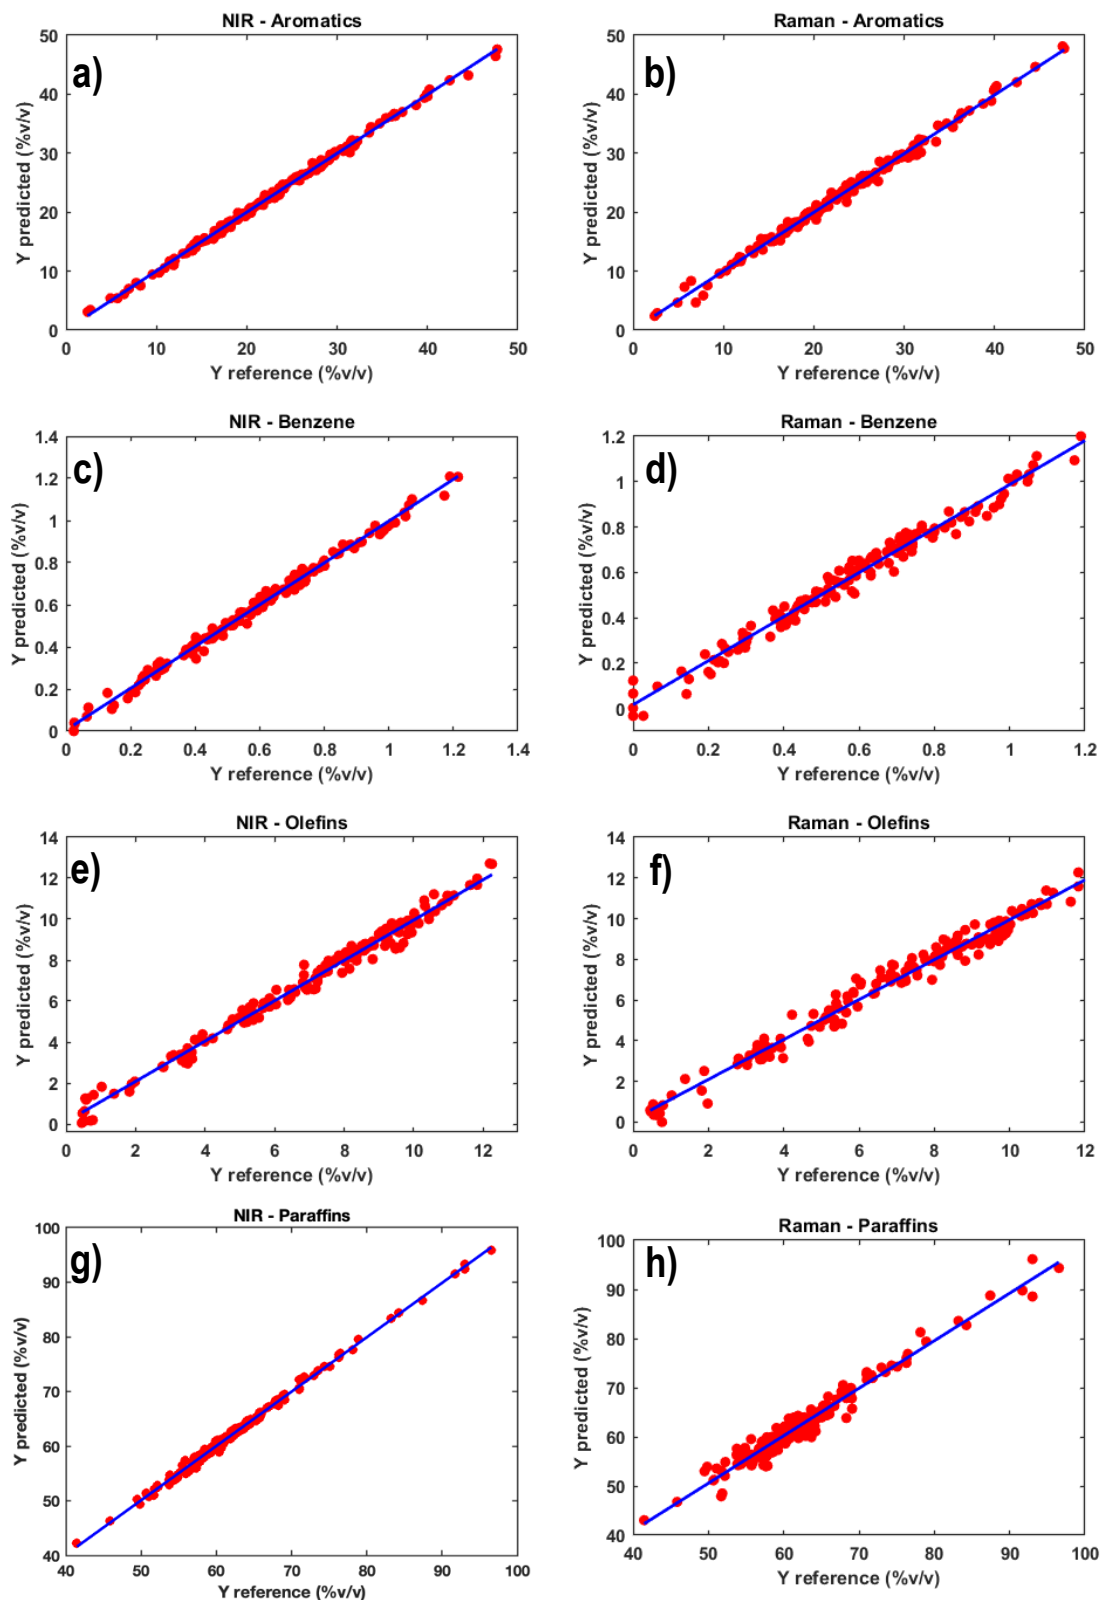 NIR - Aromatics
a)
50
40
30
20
10
0
Y predicted (%v/v)
0 10 20 30 40 50
Y reference (%v/v)
Raman - Aromatics
b)
50
40
30
20
10
0
Y predicted (%v/v)
0 10 20 30 40 50
Y reference (%v/v)
NIR - Benzene
c)
1.4
1.2
1
0.8
0.6
0.4
0.2
0
Y predicted (%v/v)
0 0.2 0.4 0.6 0.8 1 1.2 1.4
Y reference (%v/v)
Raman - Benzene
d)
1.2
1
0.8
0.6
0.4
0.2
0
Y predicted (%v/v)
0 0.2 0.4 0.6 0.8 1 1.2
Y reference (%v/v)
NIR - Olefins
e)
14
12
10
8
6
4
2
0
Y predicted (%v/v)
0 2 4 6 8 10 12
Y reference (%v/v)
Raman - Olefins
f)
14
12
10
8
6
4
2
0
Y predicted (%v/v)
0 2 4 6 8 10 12
Y reference (%v/v)
NIR - Paraffins
g)
100
90
80
70
60
50
40
Y predicted (%v/v)
40 50 60 70 80 90 100
Y reference (%v/v)
Raman - Paraffins
h)
100
90
80
70
60
50
40
Y predicted (%v/v)
40 50 60 70 80 90 100
Y reference (%v/v)